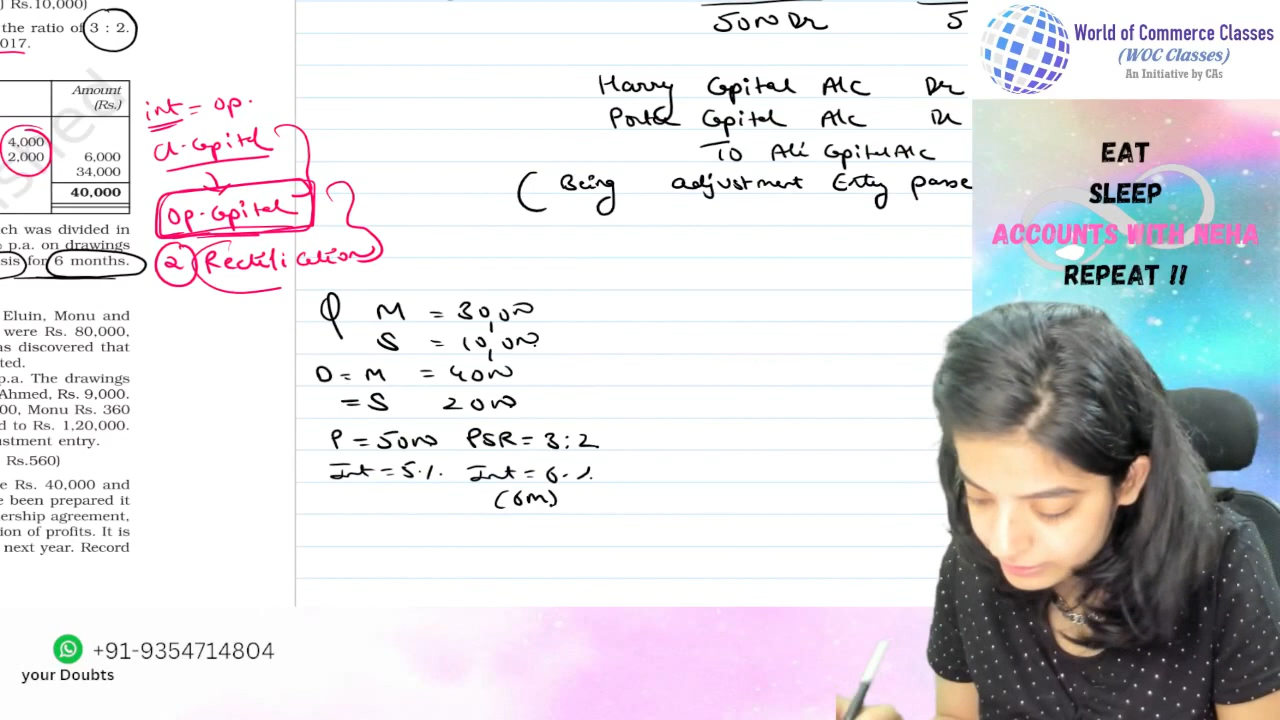 ) Rs.10,000)
the ratio of 3 : 2.
017.
Amount
(Rs.)
4,000
2,000
6,000
34,000
40,000
ch was divided in
p.a. on drawings
sis for 6 months.
Eluin, Monu and
were Rs. 80,000,
as discovered that
ted.
p.a. The drawings
Ahmed, Rs. 9,000.
00, Monu Rs. 360
d to Rs. 1,20,000.
stment entry.
Rs.560)
e Rs. 40,000 and
e been prepared it
ership agreement,
ion of profits. It is
next year. Record
int = op.
Cl. Capital
Op. Capital
2 Rectification
5000 Dr
5
Harry Capital A/c Dr
Porter Capital A/c Dr
To Ali Capital A/c
( Being adjustment Entry passe
Q M = 30,000
S = 10,000
D = M = 4000
= S 2000
P = 5000 PSR = 3:2
Int = 5% Int = 6%
(6M)
World of Commerce Classes
(WOC Classes)
An Initiative by CAs
EAT
SLEEP
ACCOUNTS WITH NEHA
REPEAT !!
+91-9354714804
your Doubts